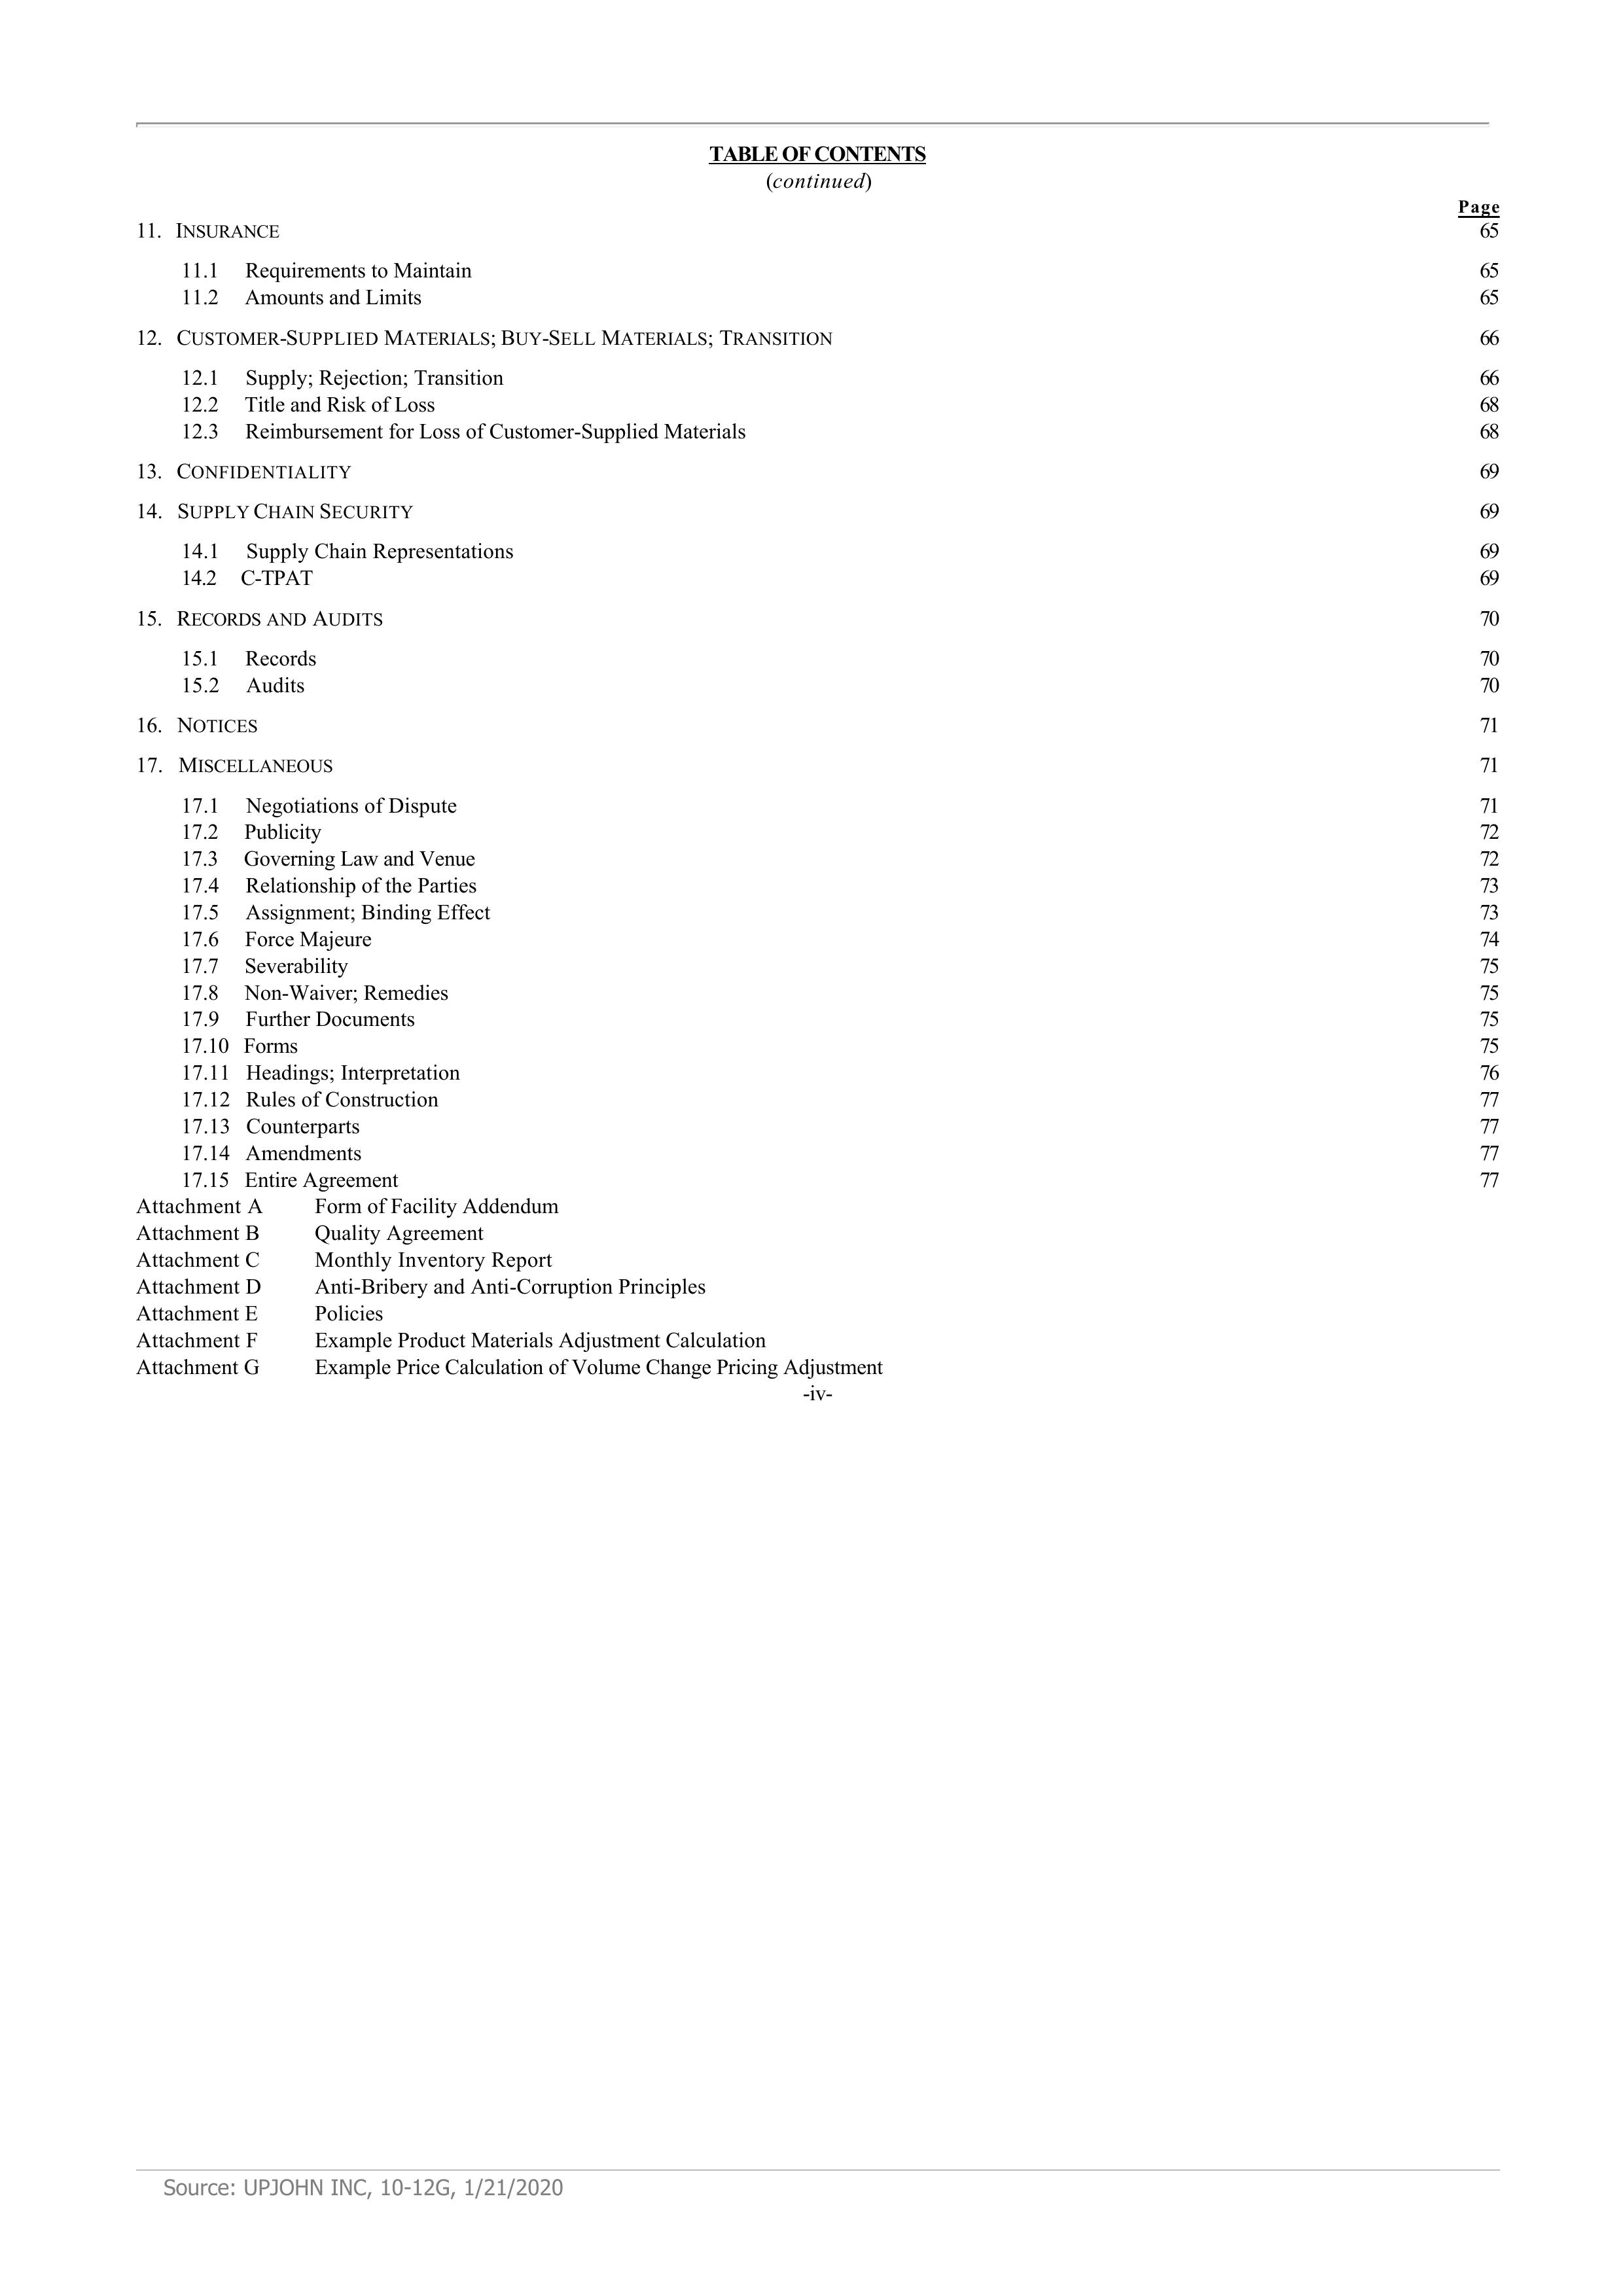 TABLE OF CONTENTS
(continued)
Page
11. INSURANCE 65
11.1 Requirements to Maintain 65
11.2 Amounts and Limits 65
12. CUSTOMER-SUPPLIED MATERIALS; BUY-SELL MATERIALS; TRANSITION 66
12.1 Supply; Rejection; Transition 66
12.2 Title and Risk of Loss 68
12.3 Reimbursement for Loss of Customer-Supplied Materials 68
13. CONFIDENTIALITY 69
14. SUPPLY CHAIN SECURITY 69
14.1 Supply Chain Representations 69
14.2 C-TPAT 69
15. RECORDS AND AUDITS 70
15.1 Records 70
15.2 Audits 70
16. NOTICES 71
17. MISCELLANEOUS 71
17.1 Negotiations of Dispute 71
17.2 Publicity 72
17.3 Governing Law and Venue 72
17.4 Relationship of the Parties 73
17.5 Assignment; Binding Effect 73
17.6 Force Majeure 74
17.7 Severability 75
17.8 Non-Waiver; Remedies 75
17.9 Further Documents 75
17.10 Forms 75
17.11 Headings; Interpretation 76
17.12 Rules of Construction 77
17.13 Counterparts 77
17.14 Amendments 77
17.15 Entire Agreement 77
Attachment A Form of Facility Addendum
Attachment B Quality Agreement
Attachment C Monthly Inventory Report
Attachment D Anti-Bribery and Anti-Corruption Principles
Attachment E Policies
Attachment F Example Product Materials Adjustment Calculation
Attachment G Example Price Calculation of Volume Change Pricing Adjustment
-iv-
Source: UPJOHN INC, 10-12G, 1/21/2020